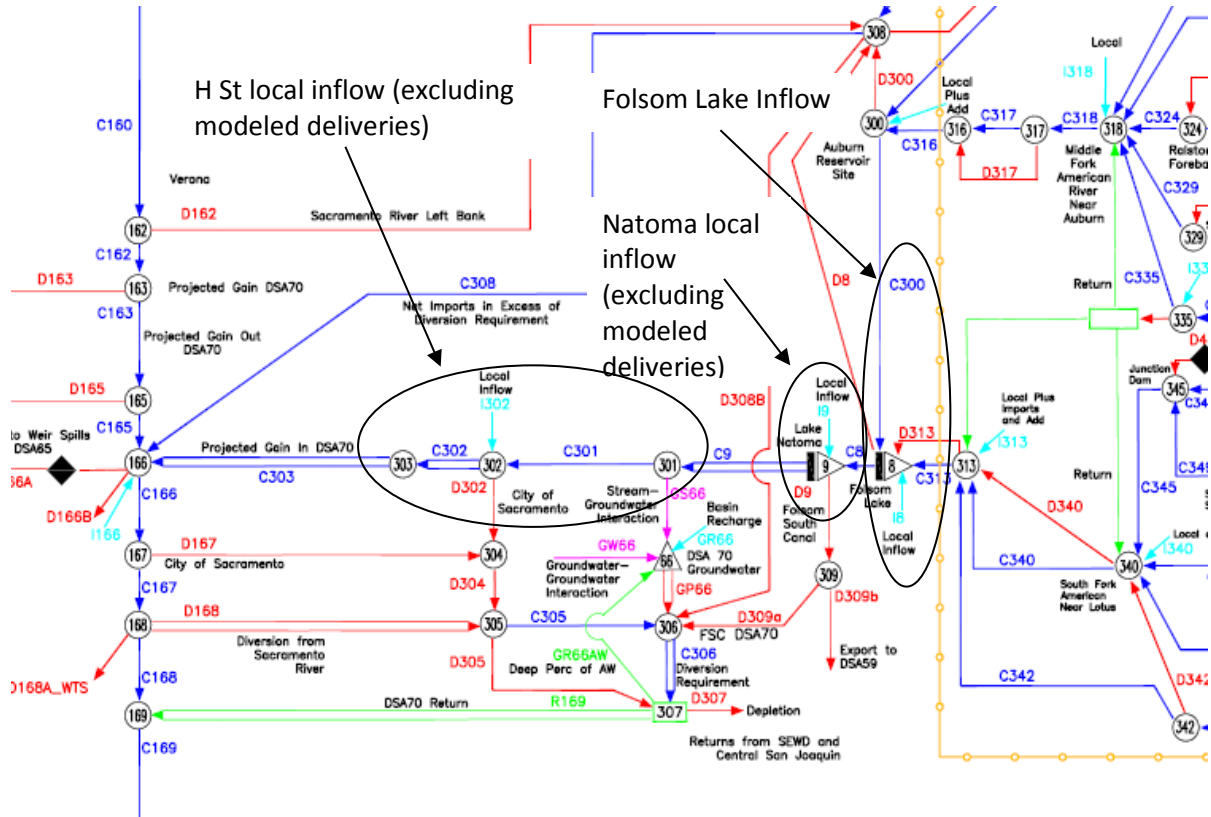 308
H St local inflow (excluding
modeled deliveries)
Folsom Lake Inflow
Local
I318
D300
Local
Plus
Add
C160
300
316
C317
317
C318
318
C324
324
C316
D317
Auburn
Reservoir
Site
Middle
Fork
American
River
Near
Auburn
C329
329
Verona
D162
Sacramento River Left Bank
162
C162
Natoma local
inflow
(excluding
modeled
deliveries)
D8
C300
D163
163
Projected Gain DSA70
C308
Net Imports in Excess of
Diversion Requirement
C163
Projected Gain Out
DSA70
Return
C335
335
D165
165
C165
Local
Inflow
I302
D308B
Local
Inflow
I9
Lake
Natoma
Junction
Dam
345
to Weir Spills
DSA65
166
Projected Gain In DSA70
C303
303
C302
302
C301
301
C9
9
C8
8
D313
C313
313
Local Plus
Imports
and Add
I313
D166B
I166
C166
D302
City of
Sacramento
Stream-
Groundwater
Interaction
GS66
Basin
Recharge
GR66
D9
Folsom
South
Canal
Folsom
Lake
I8
Local
Inflow
Return
C345
C349
D340
I340
167
D167
City of Sacramento
304
GW66
Groundwater-
Groundwater
Interaction
66
DSA 70
Groundwater
309
C340
340
South Fork
American
Near Lotus
C167
D304
GP66
D309a
D309b
168
D168
Diversion from
Sacramento
River
305
C305
306
FSC DSA70
GR66AW
Deep Perc of AW
C306
Diversion
Requirement
Export to
DSA59
D168A_WTS
C168
D305
C342
D342
169
DSA70 Return
R169
307
D307
Depletion
342
C169
Returns from SEWD and
Central San Joaquin